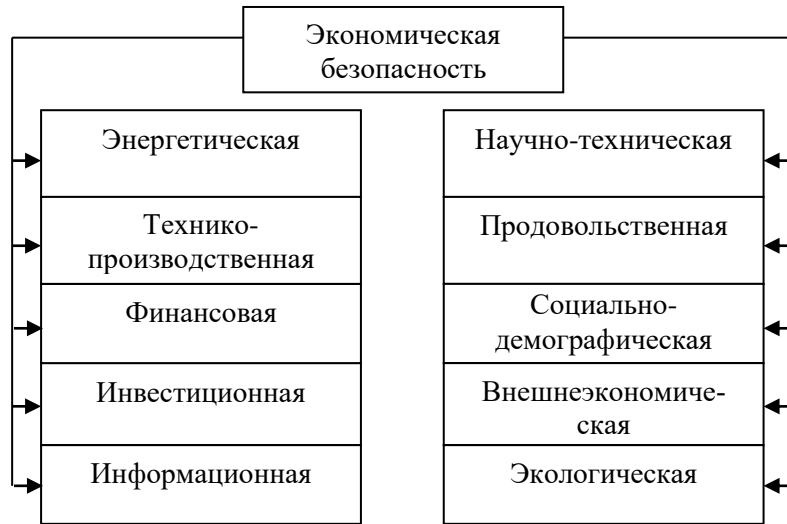 Экономическая
безопасность
Энергетическая
Технико-
производственная
Финансовая
Инвестиционная
Информационная
Научно-техническая
Продовольственная
Социально-
демографическая
Внешнеэкономиче-
ская
Экологическая